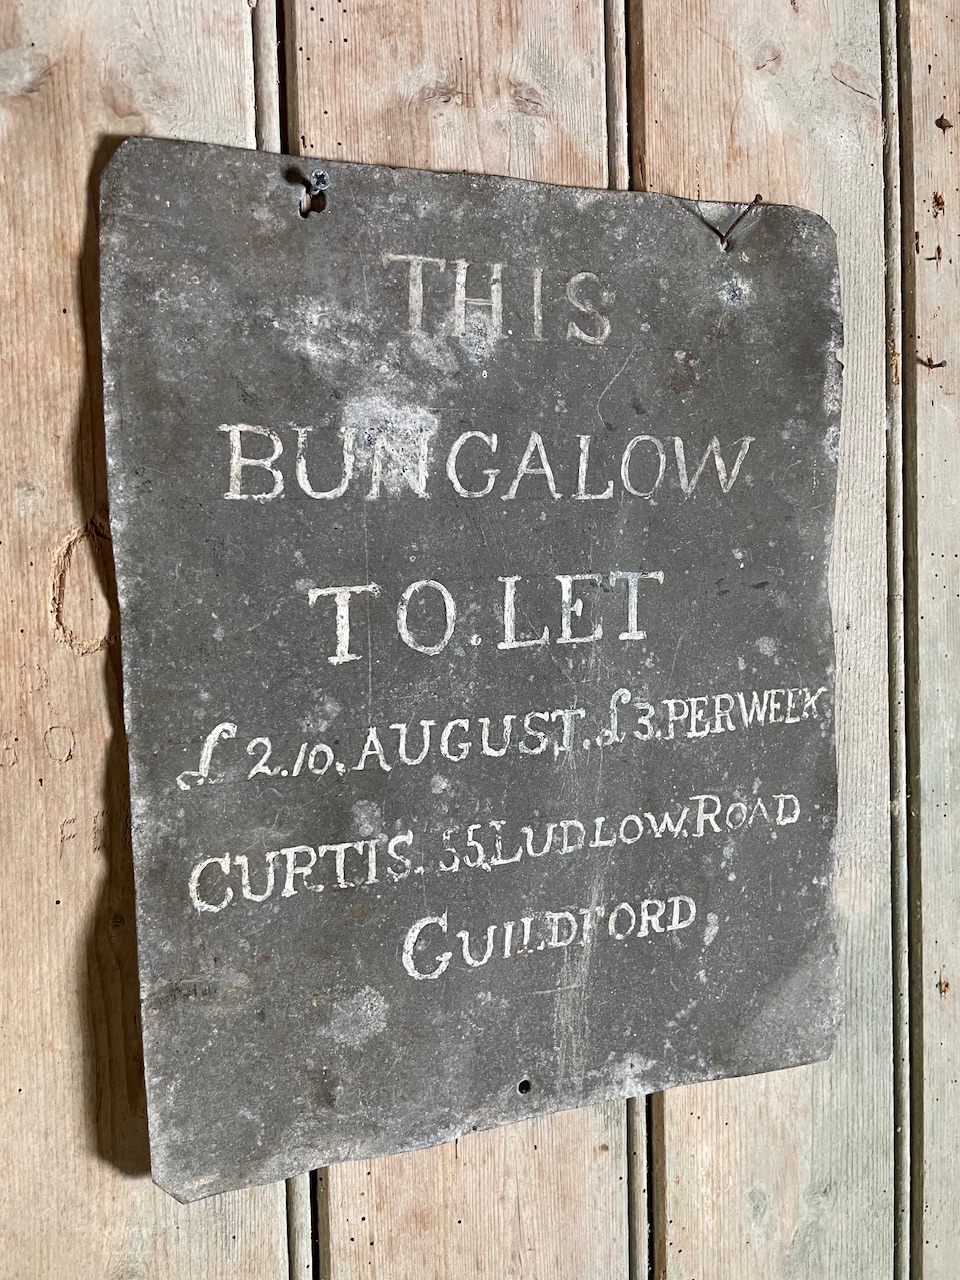 THIS
BUNGALOW
TO.LET
£2.10.AUGUST.£3.PER WEEK
CURTIS.55,LUDLOW.ROAD
GUILDFORD,